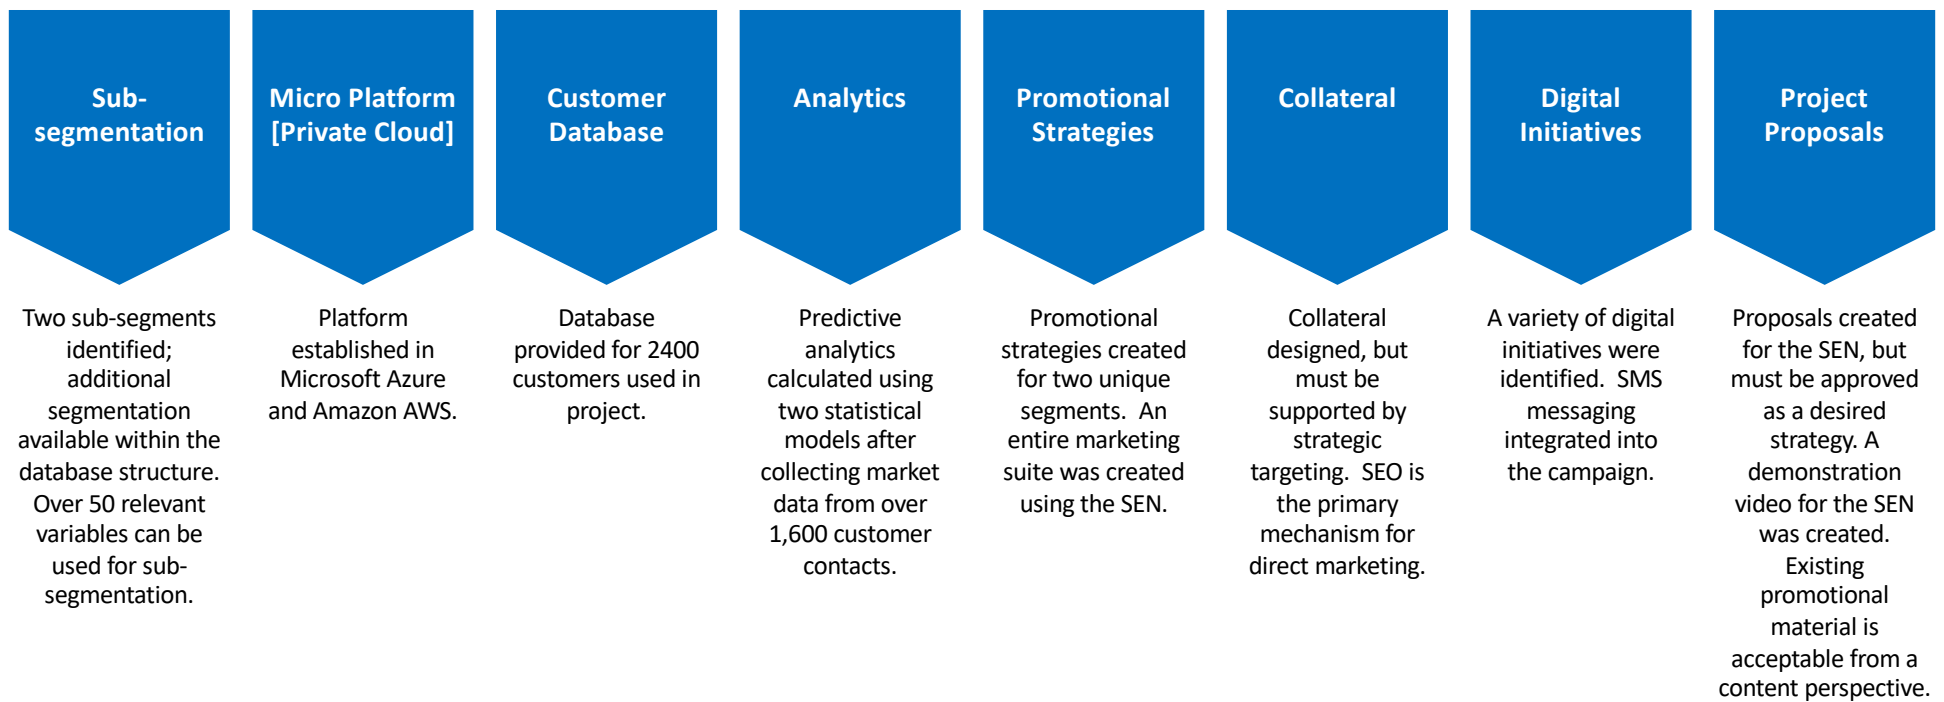 Sub-
segmentation
Two sub-segments
identified;
additional
segmentation
available within the
database structure.
Over 50 relevant
variables can be
used for sub-
segmentation.
Micro Platform
[Private Cloud]
Platform
established in
Microsoft Azure
and Amazon AWS.
Customer
Database
Database
provided for 2400
customers used in
project.
Analytics
Predictive
analytics
calculated using
two statistical
models after
collecting market
data from over
1,600 customer
contacts.
Promotional
Strategies
Promotional
strategies created
for two unique
segments.  An
entire marketing
suite was created
using the SEN.
Collateral
Collateral
designed, but
must be
supported by
strategic
targeting.  SEO is
the primary
mechanism for
direct marketing.
Digital
Initiatives
A variety of digital
initiatives were
identified.  SMS
messaging
integrated into
the campaign.
Project
Proposals
Proposals created
for the SEN, but
must be approved
as a desired
strategy. A
demonstration
video for the SEN
was created.
Existing
promotional
material is
acceptable from a
content perspective.